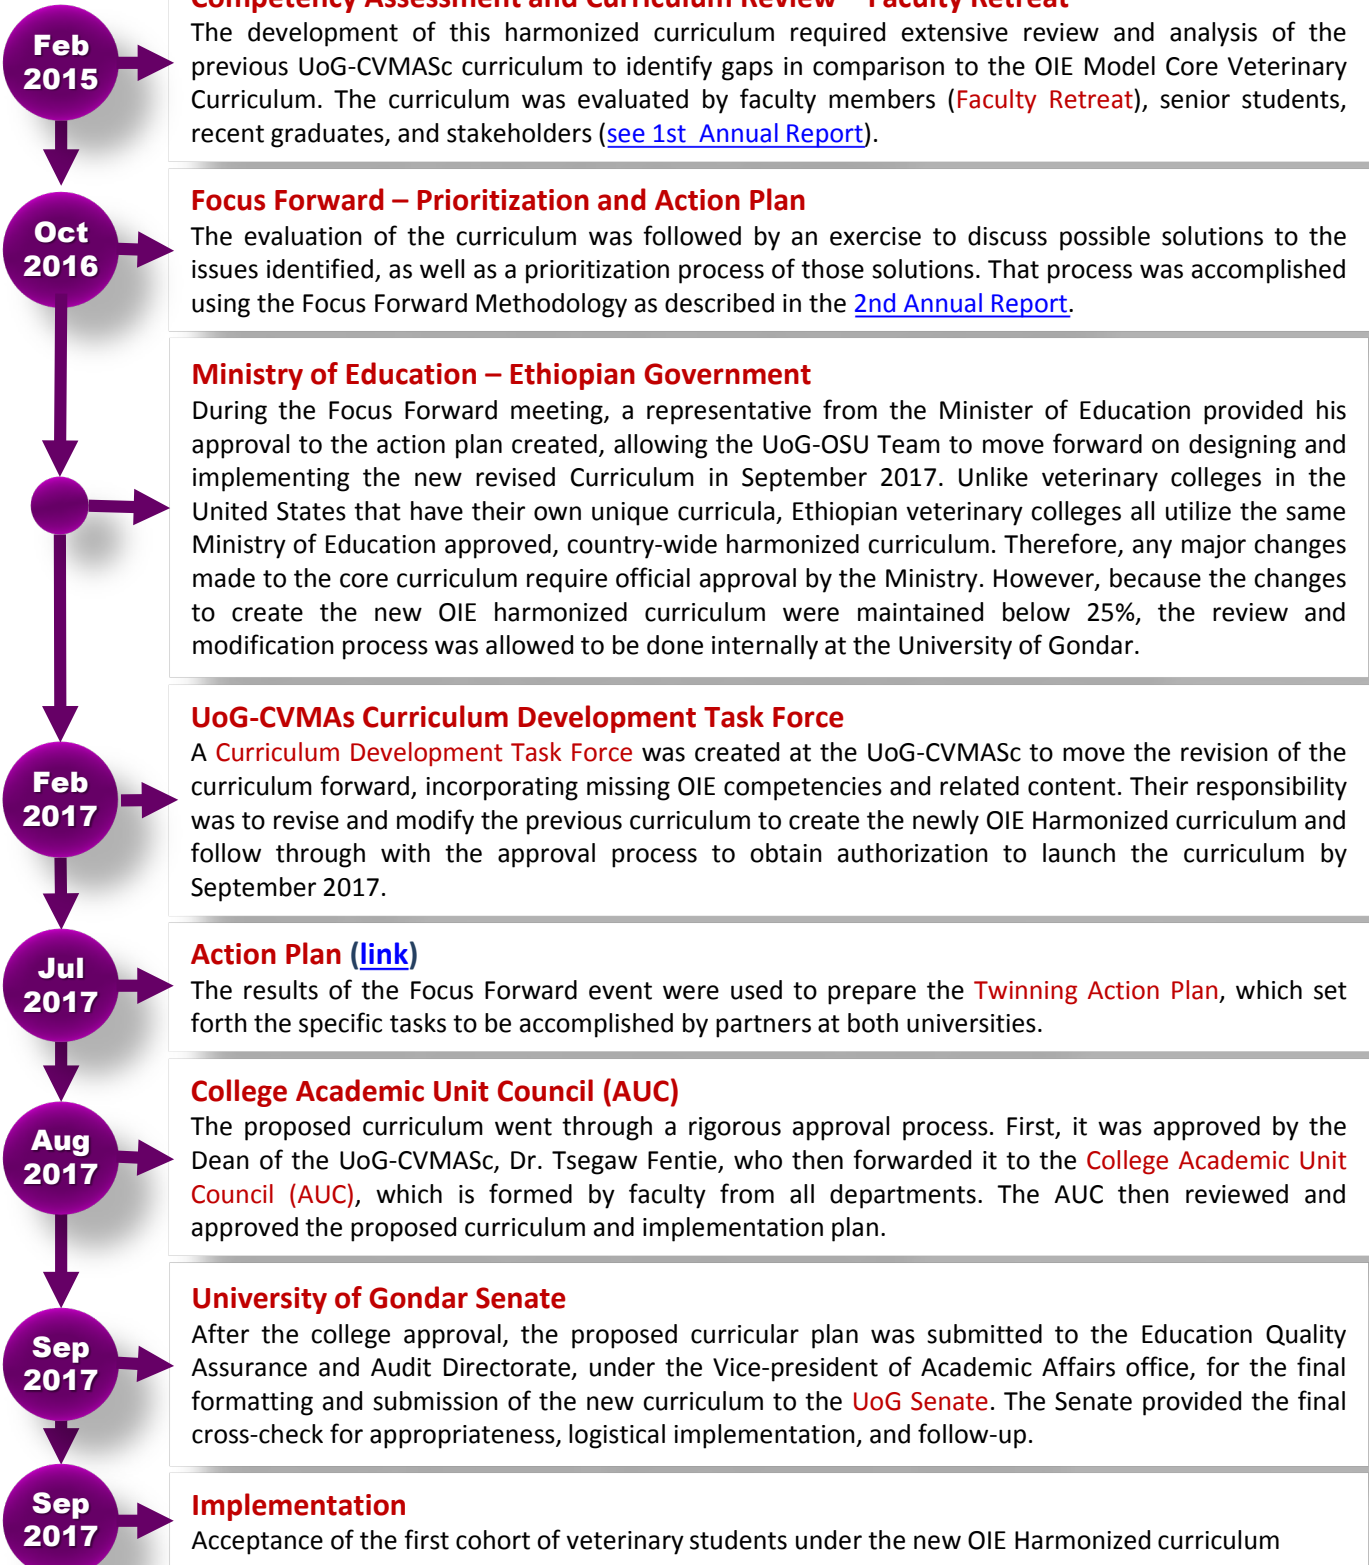 Competency Assessment and Curriculum Review – Faculty Retreat
Feb
2015
The development of this harmonized curriculum required extensive review and analysis of the
previous UoG-CVMASc curriculum to identify gaps in comparison to the OIE Model Core Veterinary
Curriculum. The curriculum was evaluated by faculty members (Faculty Retreat), senior students,
recent graduates, and stakeholders (see 1st  Annual Report).
Oct
2016
Focus Forward – Prioritization and Action Plan
The evaluation of the curriculum was followed by an exercise to discuss possible solutions to the
issues identified, as well as a prioritization process of those solutions. That process was accomplished
using the Focus Forward Methodology as described in the 2nd Annual Report.
Ministry of Education – Ethiopian Government
During the Focus Forward meeting, a representative from the Minister of Education provided his
approval to the action plan created, allowing the UoG-OSU Team to move forward on designing and
implementing the new revised Curriculum in September 2017. Unlike veterinary colleges in the
United States that have their own unique curricula, Ethiopian veterinary colleges all utilize the same
Ministry of Education approved, country-wide harmonized curriculum. Therefore, any major changes
made to the core curriculum require official approval by the Ministry. However, because the changes
to create the new OIE harmonized curriculum were maintained below 25%, the review and
modification process was allowed to be done internally at the University of Gondar.
Feb
2017
UoG-CVMAs Curriculum Development Task Force
A Curriculum Development Task Force was created at the UoG-CVMASc to move the revision of the
curriculum forward, incorporating missing OIE competencies and related content. Their responsibility
was to revise and modify the previous curriculum to create the newly OIE Harmonized curriculum and
follow through with the approval process to obtain authorization to launch the curriculum by
September 2017.
Jul
2017
Action Plan (link)
The results of the Focus Forward event were used to prepare the Twinning Action Plan, which set
forth the specific tasks to be accomplished by partners at both universities.
Aug
2017
College Academic Unit Council (AUC)
The proposed curriculum went through a rigorous approval process. First, it was approved by the
Dean of the UoG-CVMASc, Dr. Tsegaw Fentie, who then forwarded it to the College Academic Unit
Council (AUC), which is formed by faculty from all departments. The AUC then reviewed and
approved the proposed curriculum and implementation plan.
Sep
2017
University of Gondar Senate
After the college approval, the proposed curricular plan was submitted to the Education Quality
Assurance and Audit Directorate, under the Vice-president of Academic Affairs office, for the final
formatting and submission of the new curriculum to the UoG Senate. The Senate provided the final
cross-check for appropriateness, logistical implementation, and follow-up.
Sep
2017
Implementation
Acceptance of the first cohort of veterinary students under the new OIE Harmonized curriculum